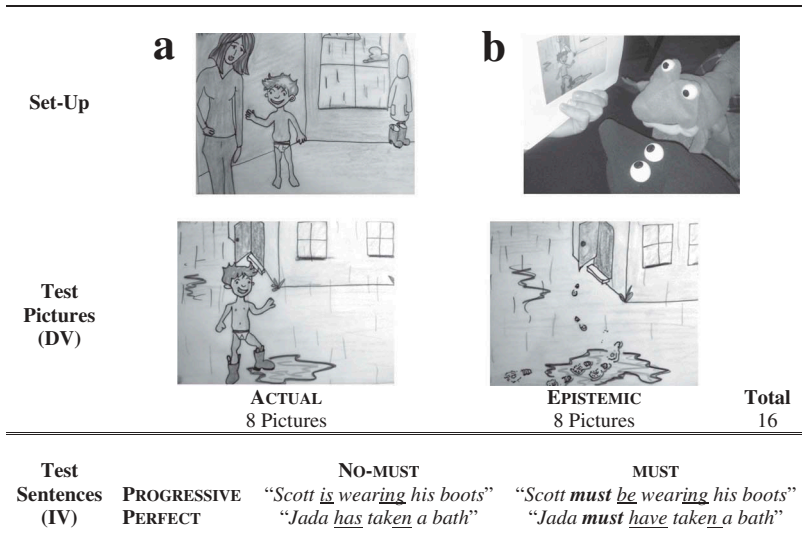 a b
Set-Up
Test
Pictures
(DV)
ACTUAL EPISTEMIC Total
8 Pictures 8 Pictures 16
Test NO-MUST MUST
Sentences PROGRESSIVE “Scott is wearing his boots” “Scott must be wearing his boots”
(IV) PERFECT “Jada has taken a bath” “Jada must have taken a bath”